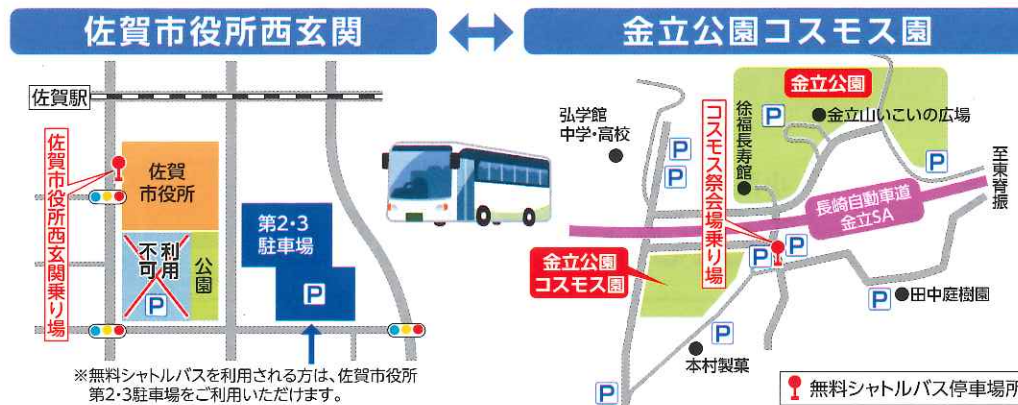 佐賀市役所西玄関
金立公園コスモス園
佐賀駅
佐賀市役所西玄関乗り場
佐賀
市役所
利用
不可
P
公園
第2・3
駐車場
P
※無料シャトルバスを利用される方は、佐賀市役所
第2・3駐車場をご利用いただけます。
金立公園
弘学館
中学・高校
P
P
コスモス祭会場乗り場
徐福長寿館
P
金立山いこいの広場
P
至東脊振
長崎自動車道
金立SA
金立公園
コスモス園
P
P
P
田中庭樹園
P
本村製菓
P
無料シャトルバス停車場所